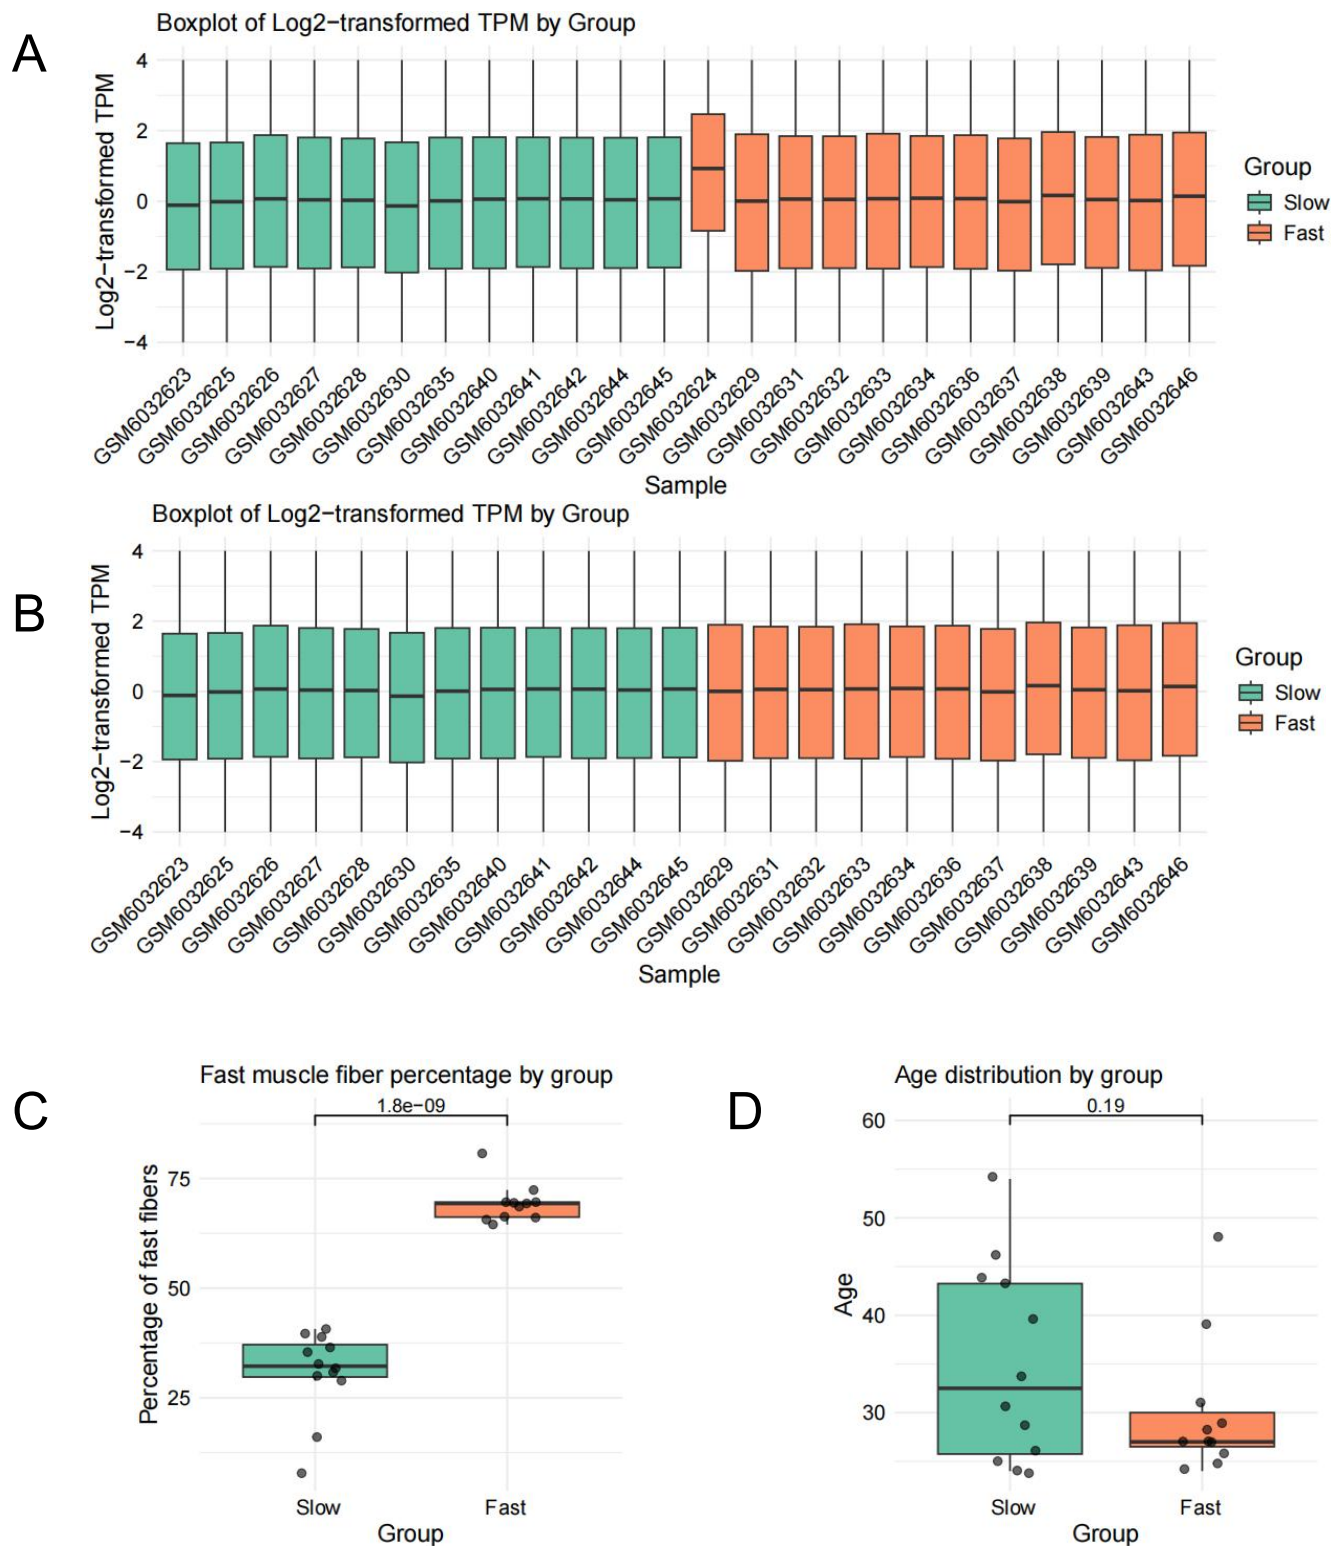 A
Boxplot of Log2−transformed TPM by Group
Log2−transformed TPM
4
2
0
−2
−4
GSM6032623
GSM6032625
GSM6032626
GSM6032627
GSM6032628
GSM6032630
GSM6032635
GSM6032640
GSM6032641
GSM6032642
GSM6032644
GSM6032645
GSM6032624
GSM6032629
GSM6032631
GSM6032632
GSM6032633
GSM6032634
GSM6032636
GSM6032637
GSM6032638
GSM6032639
GSM6032643
GSM6032646
Sample
Group
Slow
Fast
B
Boxplot of Log2−transformed TPM by Group
Log2−transformed TPM
4
2
0
−2
−4
GSM6032623
GSM6032625
GSM6032626
GSM6032627
GSM6032628
GSM6032630
GSM6032635
GSM6032640
GSM6032641
GSM6032642
GSM6032644
GSM6032645
GSM6032629
GSM6032631
GSM6032632
GSM6032633
GSM6032634
GSM6032636
GSM6032637
GSM6032638
GSM6032639
GSM6032643
GSM6032646
Sample
Group
Slow
Fast
C
Fast muscle fiber percentage by group
1.8e−09
Percentage of fast fibers
75
50
25
Slow
Fast
Group
D
Age distribution by group
0.19
Age
60
50
40
30
Slow
Fast
Group